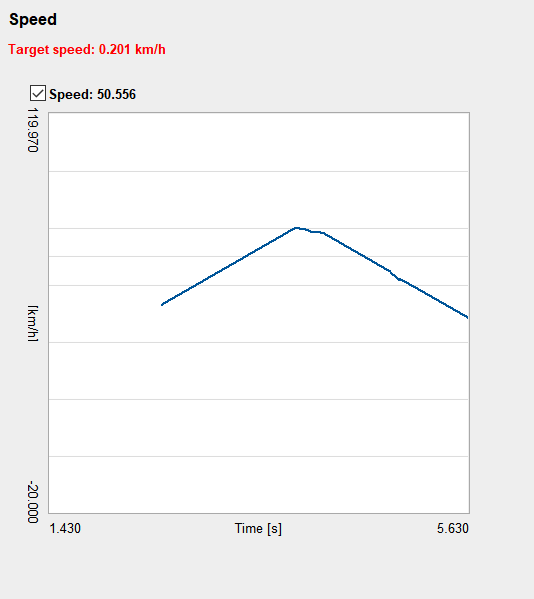 Speed
Target speed: 0.201 km/h
Speed: 50.556
119.970
[km/h]
-20.000
1.430 Time [s] 5.630